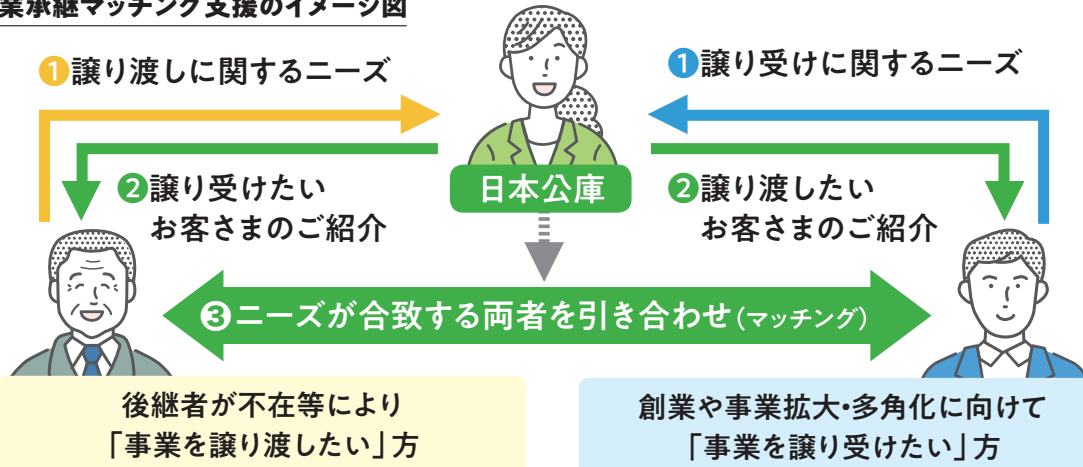 業承継マッチング支援のイメージ図
❶譲り渡しに関するニーズ
❶譲り受けに関するニーズ
日本公庫
❷譲り受けたい
お客さまのご紹介
❷譲り渡したい
お客さまのご紹介
❸ニーズが合致する両者を引き合わせ(マッチング)
後継者が不在等により
「事業を譲り渡したい」方
創業や事業拡大・多角化に向けて
「事業を譲り受けたい」方